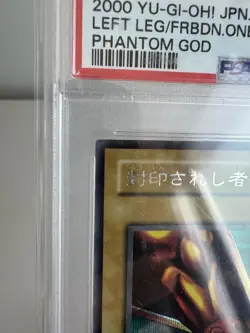 2000 YU-GI-OH! JPN.
LEFT LEG/FRBDN.ONE
PHANTOM GOD
封印されし者